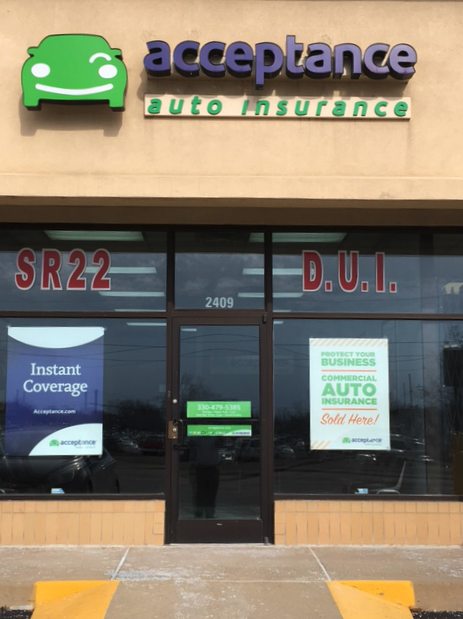 acceptance
auto insurance
SR22
D.U.I.
2409
Instant
Coverage
Acceptance.com
acceptance
330-479-5385
PROTECT YOUR
BUSINESS
COMMERCIAL
AUTO
INSURANCE
Sold Here!
acceptance